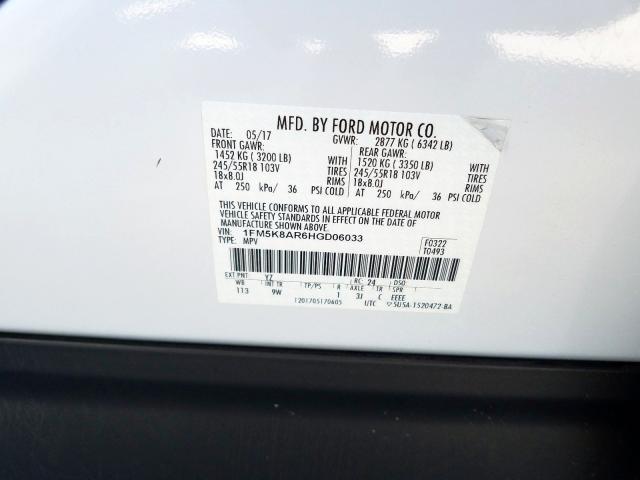 MFD. BY FORD MOTOR CO.
DATE: 05/17 GVWR: 2877 KG ( 6342 LB)
FRONT GAWR: REAR GAWR:
1452 KG ( 3200 LB) WITH 1520 KG ( 3350 LB) WITH
245/55R18 103V TIRES 245/55R18 103V TIRES
18x8.0J RIMS 18x8.0J RIMS
AT 250 kPa/ 36 PSI COLD AT 250 kPa/ 36 PSI COLD
THIS VEHICLE CONFORMS TO ALL APPLICABLE FEDERAL MOTOR
VEHICLE SAFETY STANDARDS IN EFFECT ON THE DATE OF
MANUFACTURE SHOWN ABOVE.
VIN: 1FM5K8AR6HGD06033 F0322
TYPE: MPV T0493
EXT PNT: YZ RC: 24 DSO:
WB INT TR TP/PS R AXLE TR SPR
113 9W 1 3J C EEEE
1201705170605 UTC 5U5A-1520472-BA